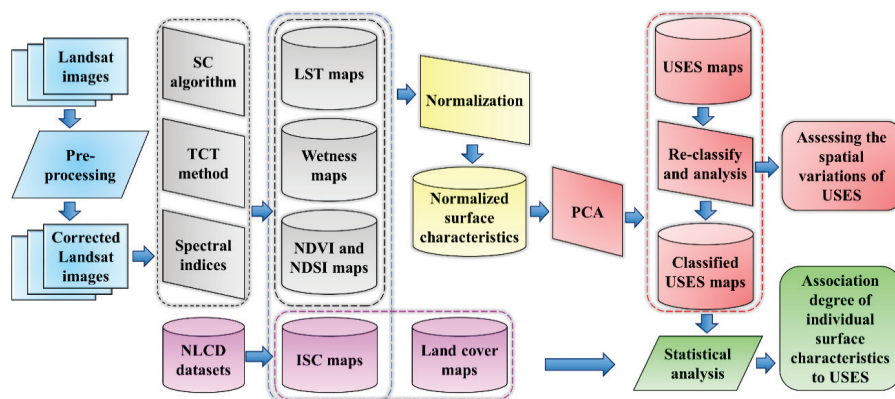 Landsat
images
Pre-
processing
Corrected
Landsat
images
SC
algorithm
TCT
method
Spectral
indices
LST maps
Wetness
maps
NDVI and
NDSI maps
NLCD
datasets
ISC maps
Land cover
maps
Normalization
Normalized
surface
characteristics
PCA
USES maps
Re-classify
and analysis
Classified
USES maps
Statistical
analysis
Assessing the
spatial
variations of
USES
Association
degree of
individual
surface
characteristics
to USES